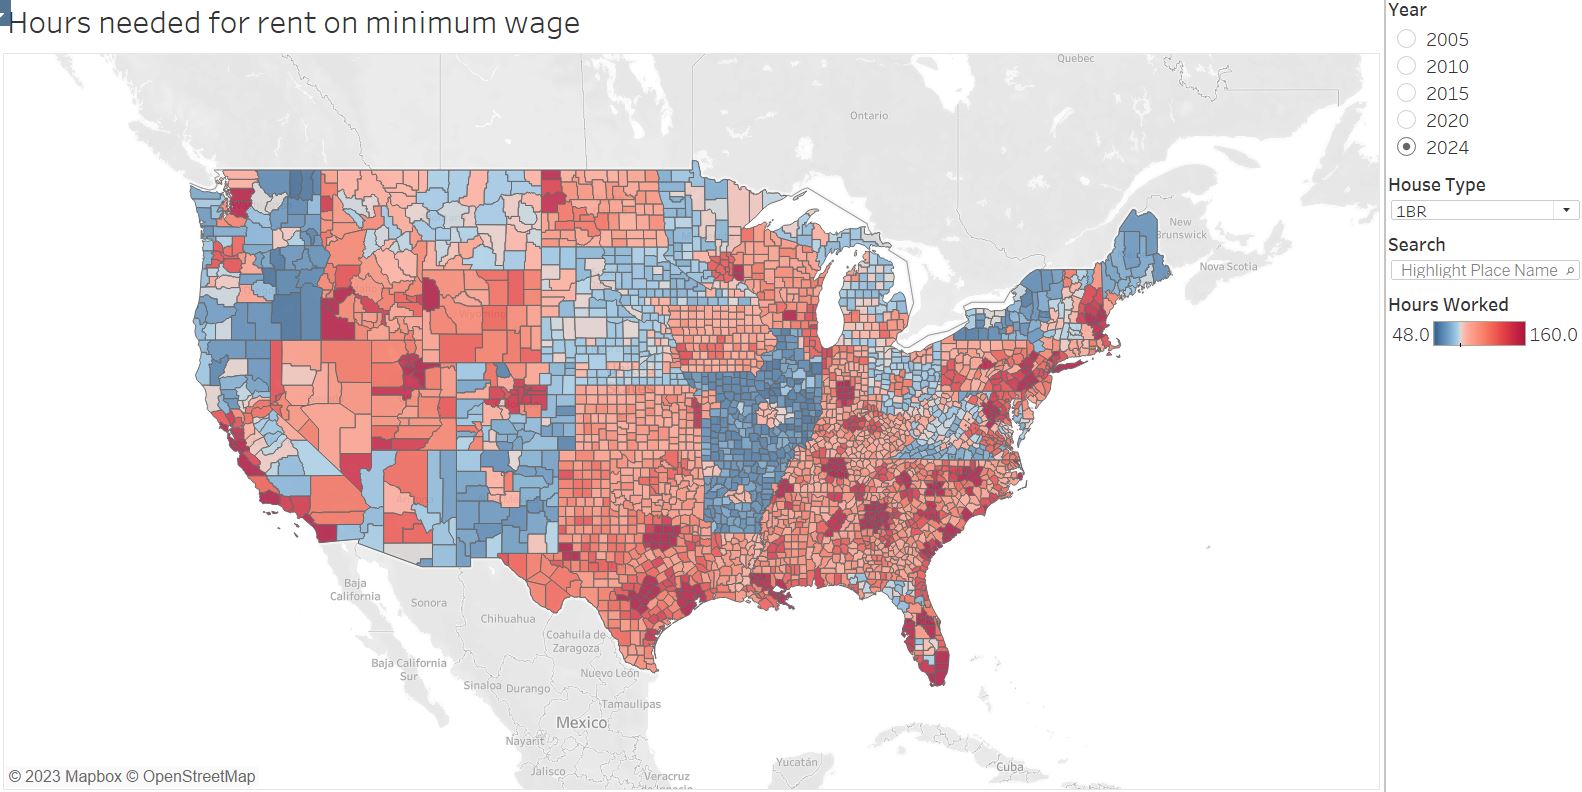 Hours needed for rent on minimum wage
Quebec
Ontario
New
Brunswick
Nova Scotia
Wyoming
Baja
California
Sonora
Chihuahua
Coahuila de
Zaragoza
Baja California
Sur
Nuevo León
Sinaloa
Durango
Tamaulipas
Mexico
Nayarit
Yucatán
Cuba
Jalisco
Veracruz
© 2023 Mapbox © OpenStreetMap
Year
2005
2010
2015
2020
2024
House Type
1BR
Search
Highlight Place Name
Hours Worked
48.0
160.0